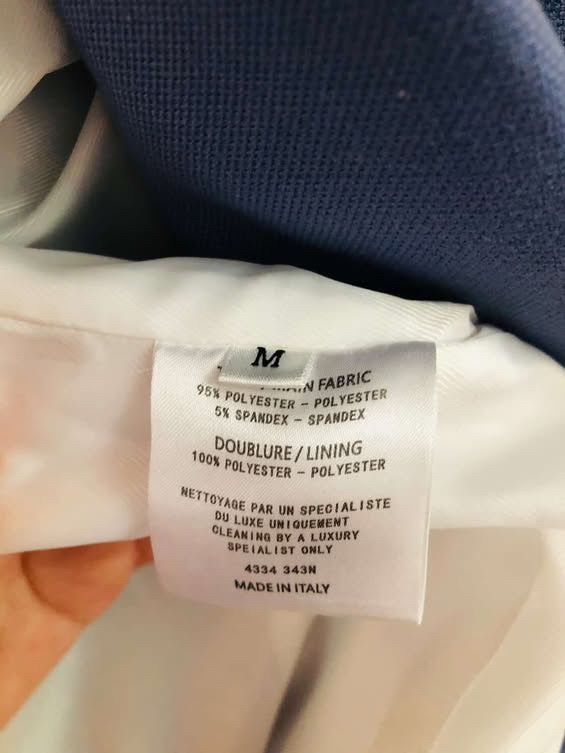 M
FABRIC
95% POLYESTER - POLYESTER
5% SPANDEX - SPANDEX
DOUBLURE/LINING
100% POLYESTER - POLYESTER
NETTOYAGE PAR UN SPECIALISTE
DU LUXE UNIQUEMENT
CLEANING BY A LUXURY
SPEIALIST ONLY
4334 343N
MADE IN ITALY